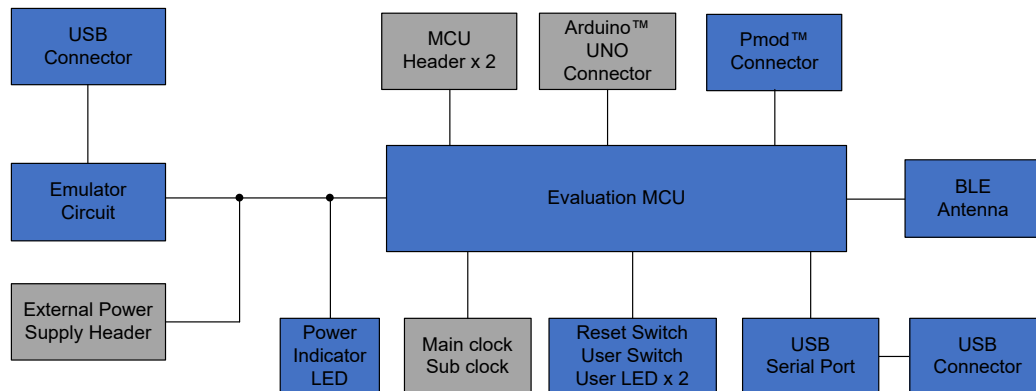 USB
Connector
MCU
Header x 2
Arduino™
UNO
Connector
Pmod™
Connector
Emulator
Circuit
Evaluation MCU
BLE
Antenna
External Power
Supply Header
Power
Indicator
LED
Main clock
Sub clock
Reset Switch
User Switch
User LED x 2
USB
Serial Port
USB
Connector